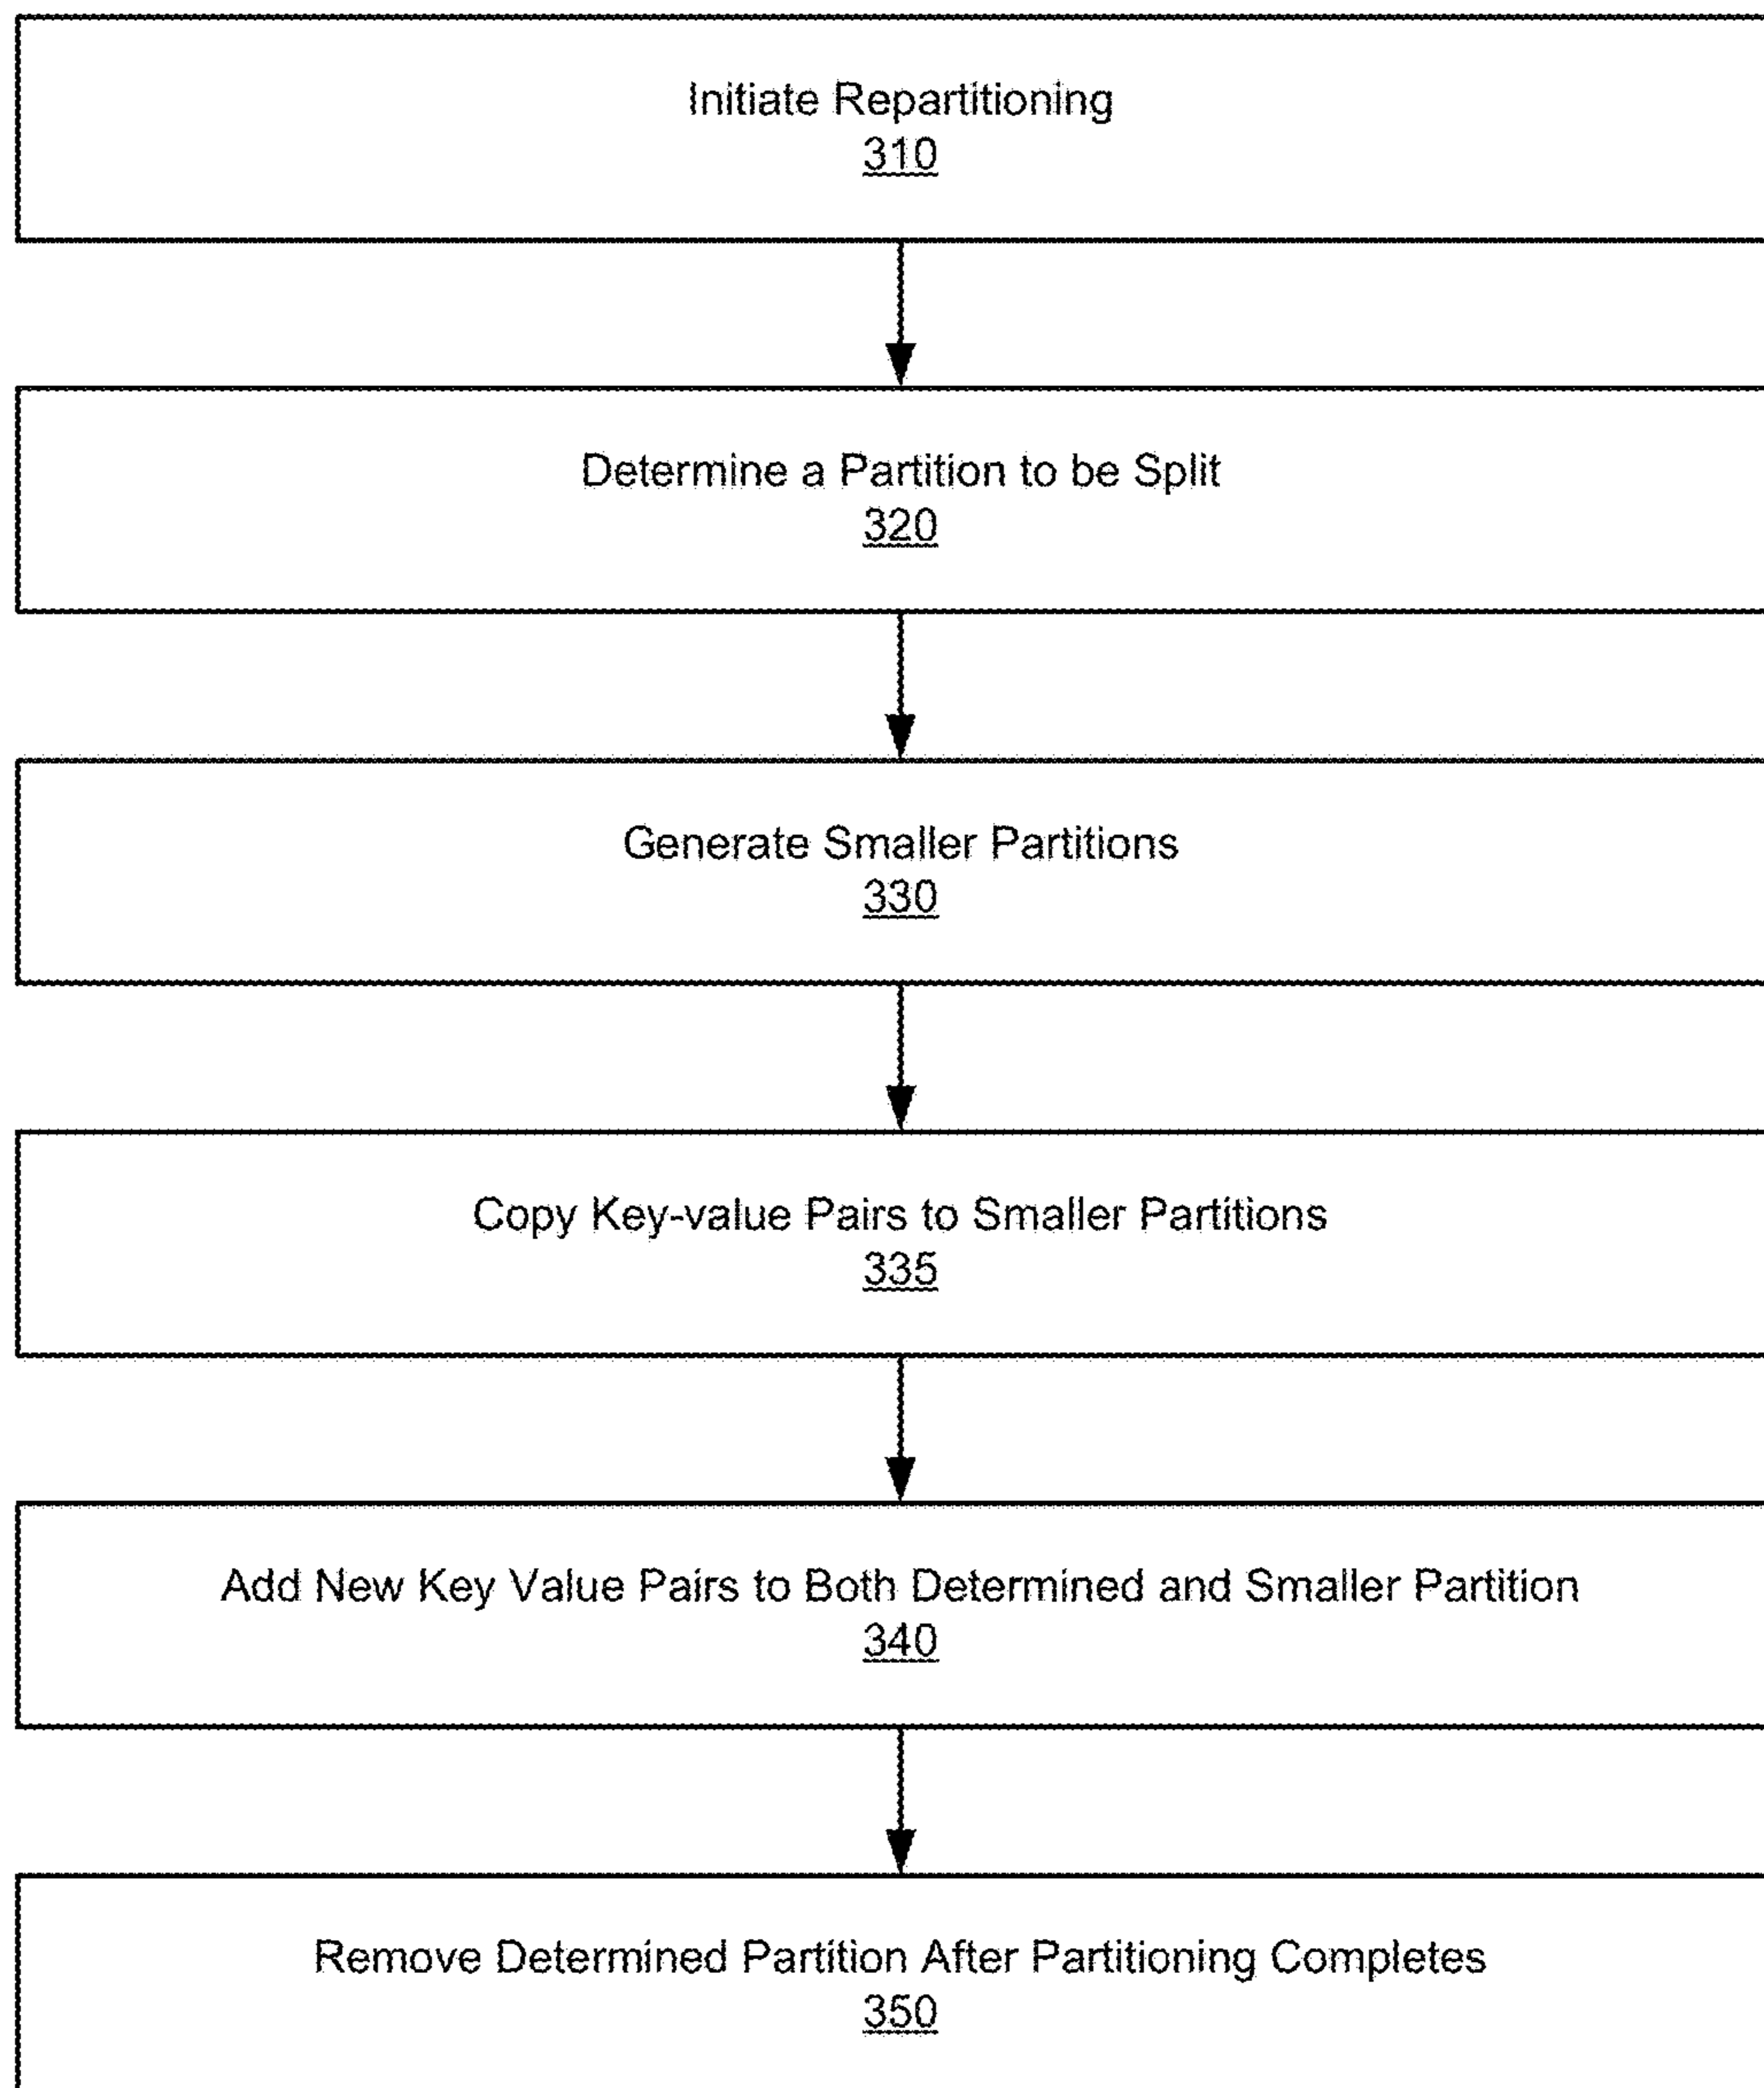 Initiate Repartitioning
310
Determine a Partition to be Split
320
Generate Smaller Partitions
330
Copy Key-value Pairs to Smaller Partitions
335
Add New Key Value Pairs to Both Determined and Smaller Partition
340
Remove Determined Partition After Partitioning Completes
350